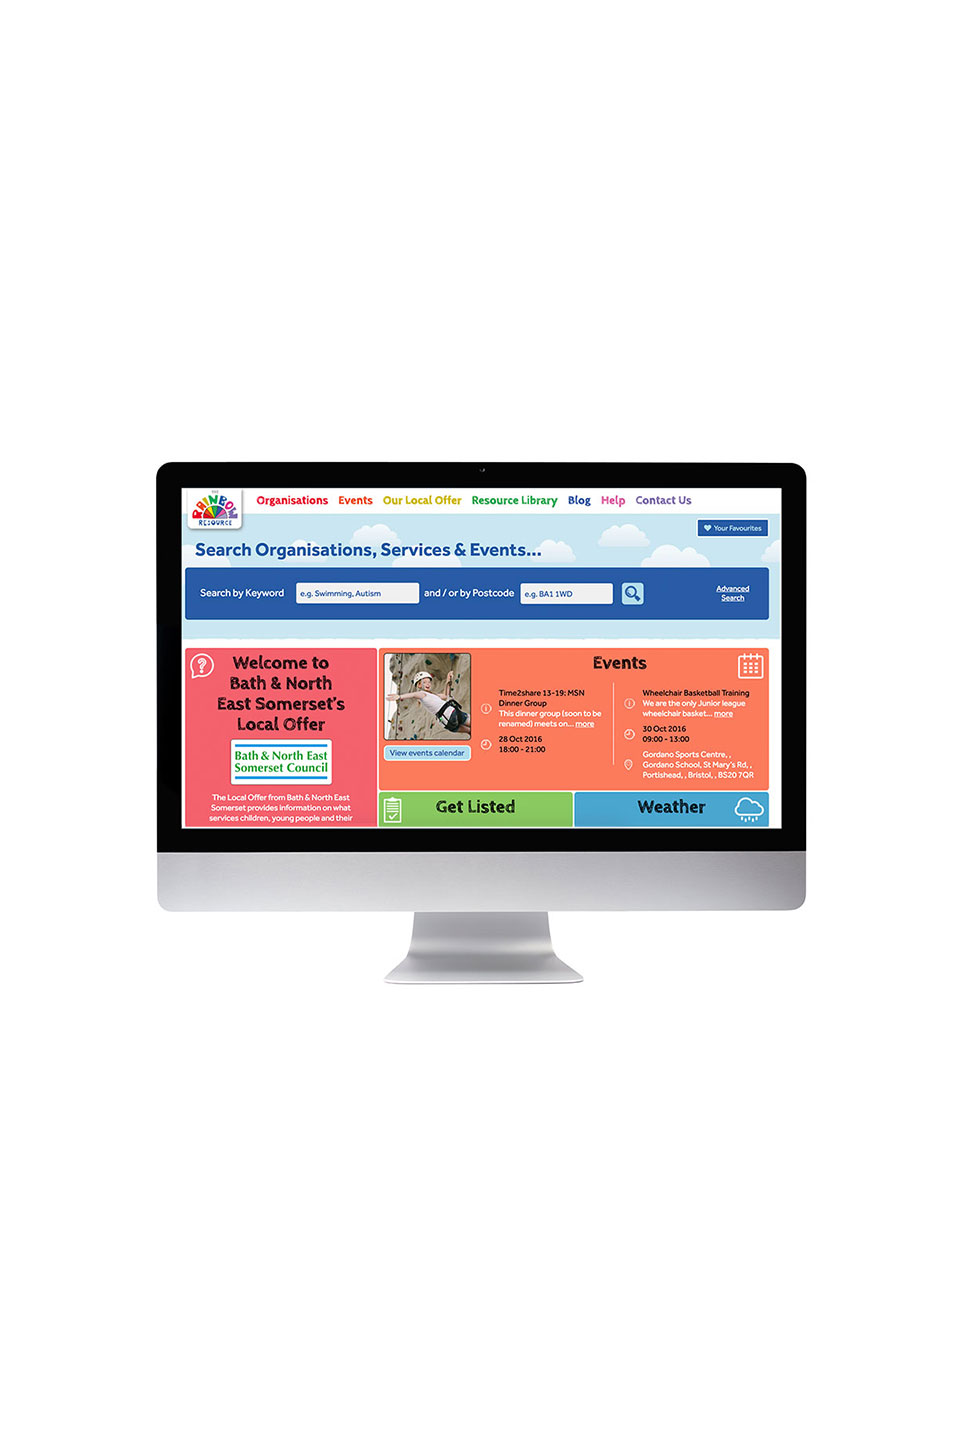 THE
RAINBOW
RESOURCE
Organisations Events Our Local Offer Resource Library Blog Help Contact Us
Your Favourites
Search Organisations, Services & Events...
Search by Keyword e.g. Swimming, Autism and / or by Postcode e.g. BA1 1WD
Advanced
Search
Welcome to
Bath & North
East Somerset's
Local Offer
Bath & North East
Somerset Council
The Local Offer from Bath & North East
Somerset provides information on what
services children, young people and their
Events
View events calendar
Time2share 13-19: MSN
Dinner Group
This dinner group (soon to be
renamed) meets on... more
28 Oct 2016
18:00 - 21:00
Wheelchair Basketball Training
We are the only Junior league
wheelchair basket... more
30 Oct 2016
09:00 - 13:00
Gordano Sports Centre, ,
Gordano School, St Mary's Rd, ,
Portishead, , Bristol, , BS20 7QR
Get Listed
Weather